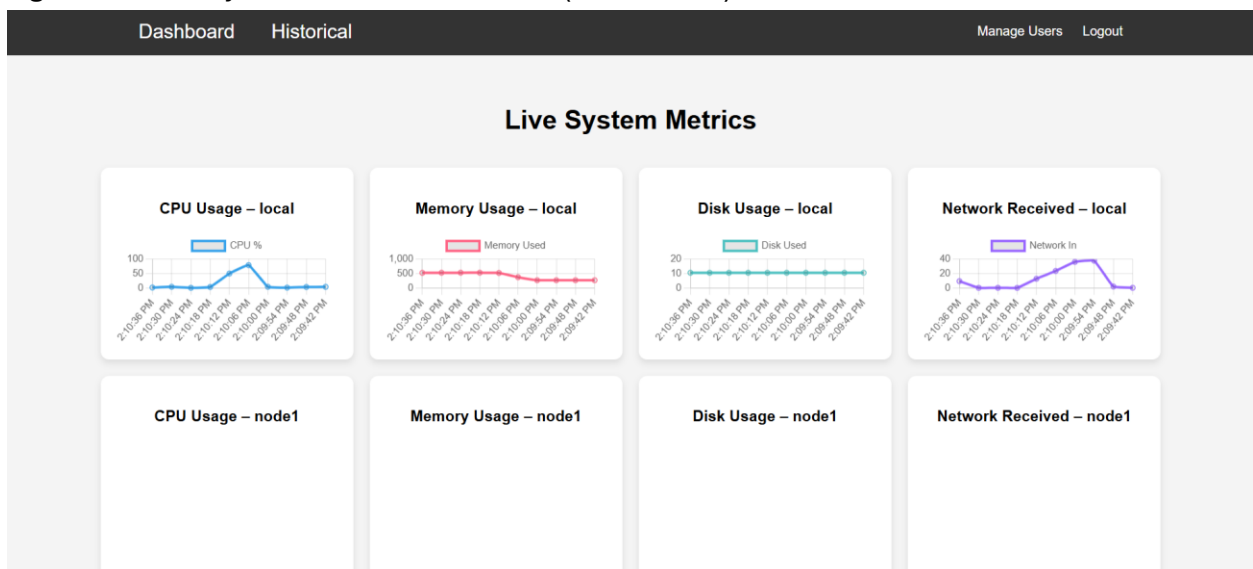 Dashboard Historical Manage Users Logout
Live System Metrics
CPU Usage – local
CPU %
100
50
0
2:10:36 PM
2:10:30 PM
2:10:24 PM
2:10:18 PM
2:10:12 PM
2:10:06 PM
2:10:00 PM
2:09:54 PM
2:09:48 PM
2:09:42 PM
Memory Usage – local
Memory Used
1,000
500
0
2:10:36 PM
2:10:30 PM
2:10:24 PM
2:10:18 PM
2:10:12 PM
2:10:06 PM
2:10:00 PM
2:09:54 PM
2:09:48 PM
2:09:42 PM
Disk Usage – local
Disk Used
20
10
0
2:10:36 PM
2:10:30 PM
2:10:24 PM
2:10:18 PM
2:10:12 PM
2:10:06 PM
2:10:00 PM
2:09:54 PM
2:09:48 PM
2:09:42 PM
Network Received – local
Network In
40
20
0
2:10:36 PM
2:10:30 PM
2:10:24 PM
2:10:18 PM
2:10:12 PM
2:10:06 PM
2:10:00 PM
2:09:54 PM
2:09:48 PM
2:09:42 PM
CPU Usage – node1
Memory Usage – node1
Disk Usage – node1
Network Received – node1